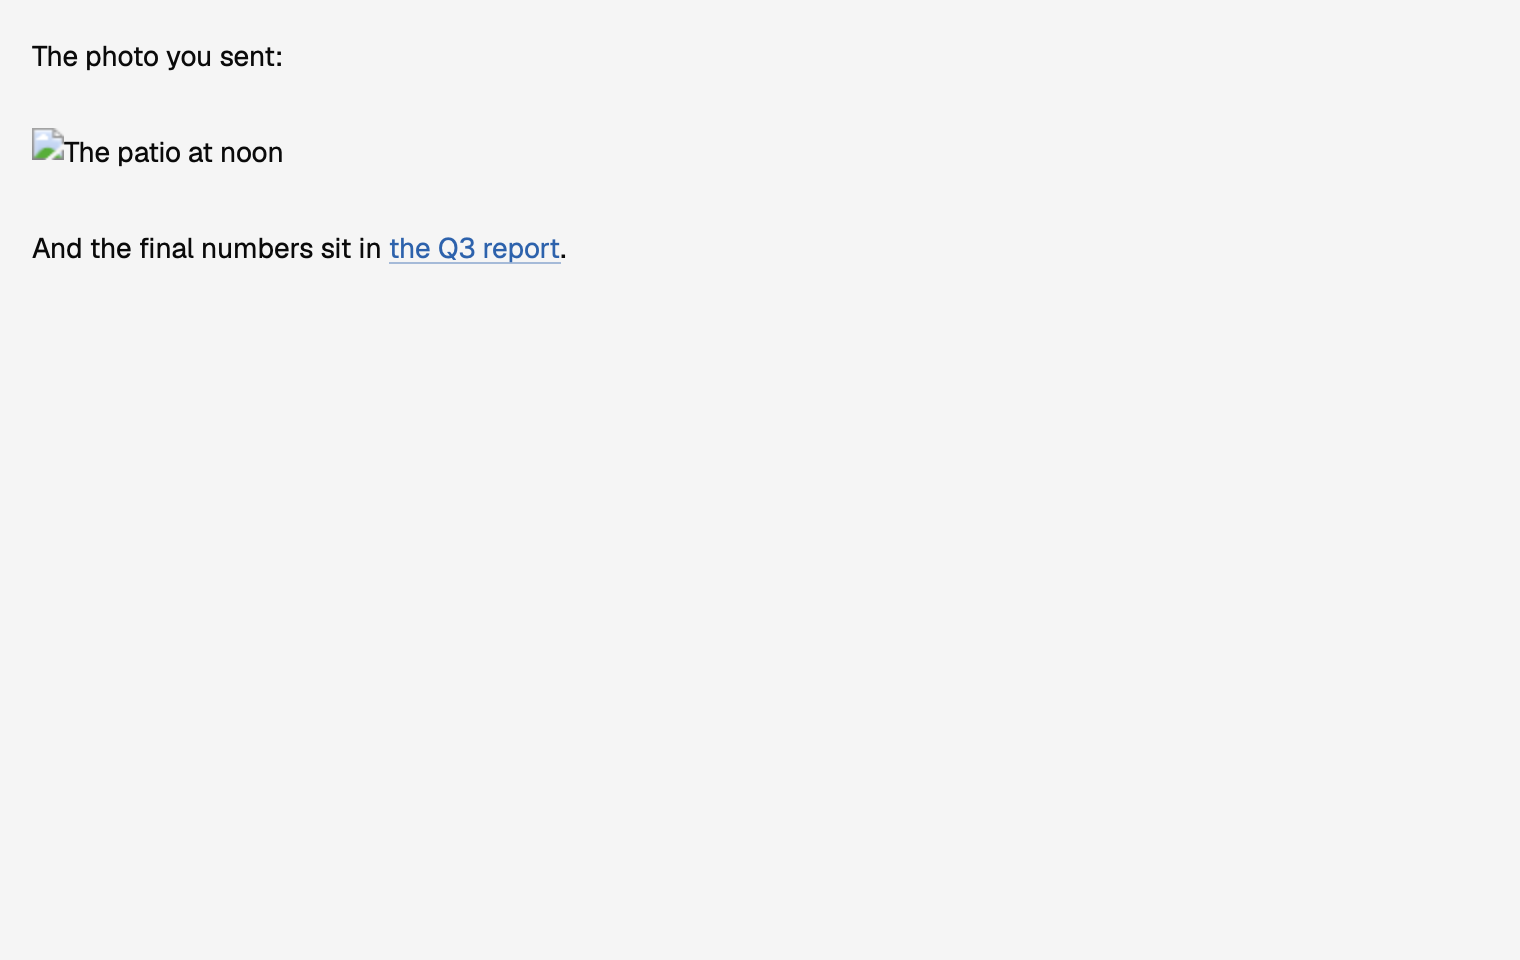 The photo you sent:
The patio at noon
And the final numbers sit in the Q3 report.